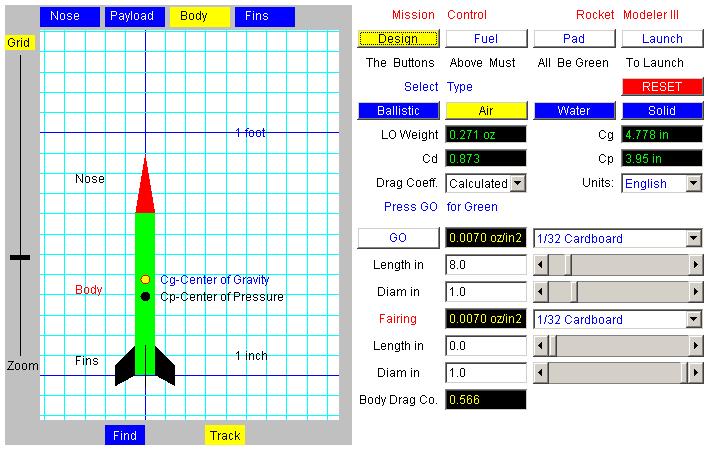 Nose Payload Body Fins
Grid
1 foot
Nose
Cg-Center of Gravity
Body
Cp-Center of Pressure
Fins
1 inch
Zoom
Find Track
Mission Control Rocket Modeler III
Design Fuel Pad Launch
The Buttons Above Must All Be Green To Launch
Select Type RESET
Ballistic Air Water Solid
LO Weight 0.271 oz Cg 4.778 in
Cd 0.873 Cp 3.95 in
Drag Coeff. Calculated Units: English
Press GO for Green
GO 0.0070 oz/in2 1/32 Cardboard
Length in 8.0
Diam in 1.0
Fairing 0.0070 oz/in2 1/32 Cardboard
Length in 0.0
Diam in 1.0
Body Drag Co. 0.566